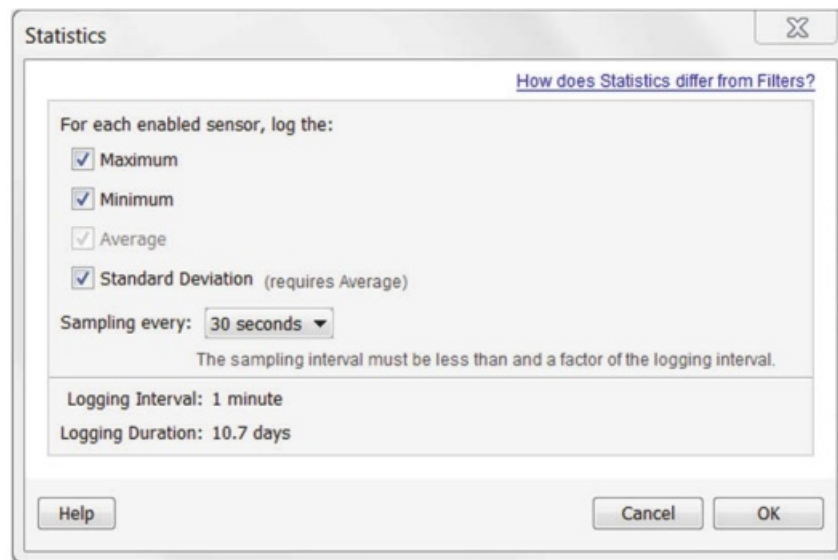 Statistics
How does Statistics differ from Filters?
For each enabled sensor, log the:
Maximum
Minimum
Average
Standard Deviation (requires Average)
Sampling every: 30 seconds
The sampling interval must be less than and a factor of the logging interval.
Logging Interval: 1 minute
Logging Duration: 10.7 days
Help Cancel OK